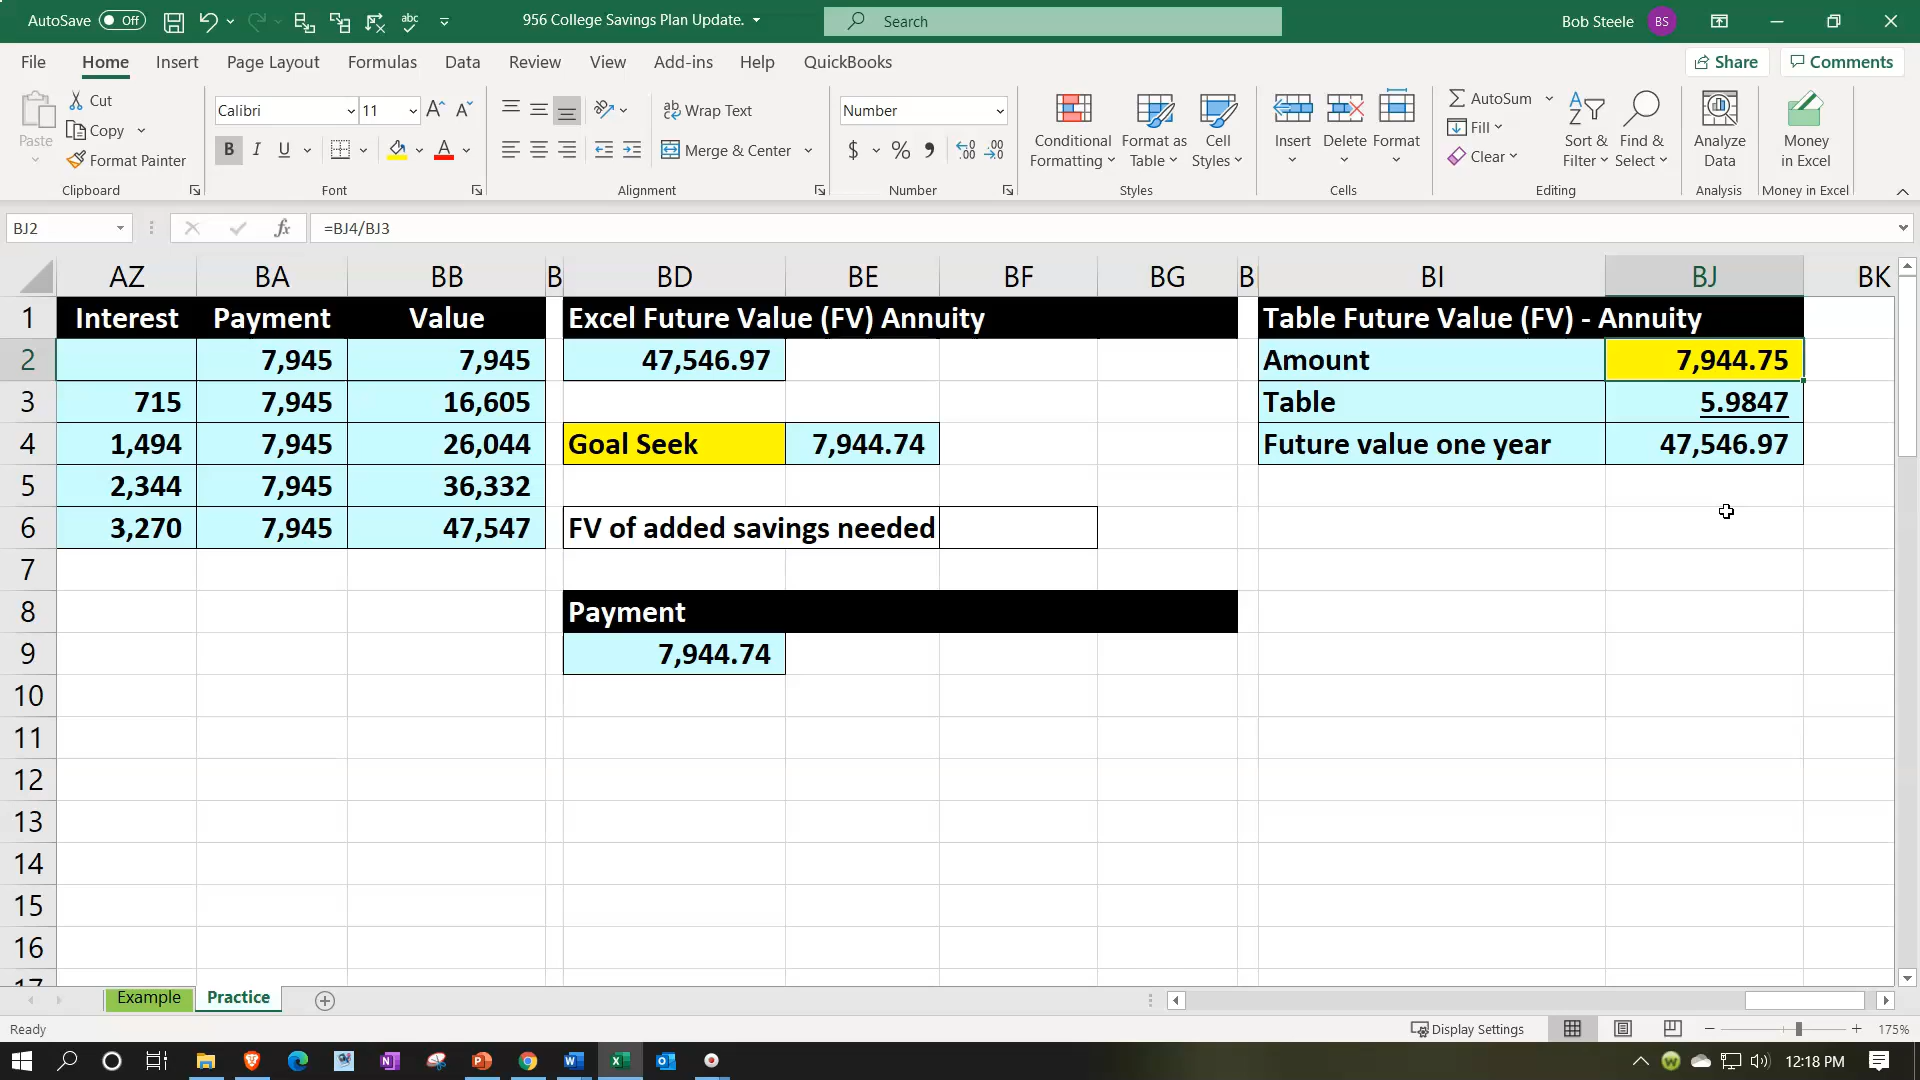 AutoSave Off 956 College Savings Plan Update. Search Bob Steele BS
File Home Insert Page Layout Formulas Data Review View Add-ins Help QuickBooks Share Comments
Paste Cut Copy Format Painter Clipboard
Calibri 11 A A B I U A Font
ab Wrap Text Merge & Center Alignment
Number $ % Number
Conditional Formatting Format as Table Cell Styles Styles
Insert Delete Format Cells
AutoSum Fill Clear Sort & Filter Find & Select Editing
Analyze Data Analysis
Money in Excel Money in Excel
BJ2 fx =BJ4/BJ3
AZ BA BB B BD BE BF BG B BI BJ BK
1 Interest Payment Value Excel Future Value (FV) Annuity Table Future Value (FV) - Annuity
2 7,945 7,945 47,546.97 Amount 7,944.75
3 715 7,945 16,605 Table 5.9847
4 1,494 7,945 26,044 Goal Seek 7,944.74 Future value one year 47,546.97
5 2,344 7,945 36,332
6 3,270 7,945 47,547 FV of added savings needed
7
8 Payment
9 7,944.74
10
11
12
13
14
15
16
17
Example Practice
Ready Display Settings 175%
12:18 PM